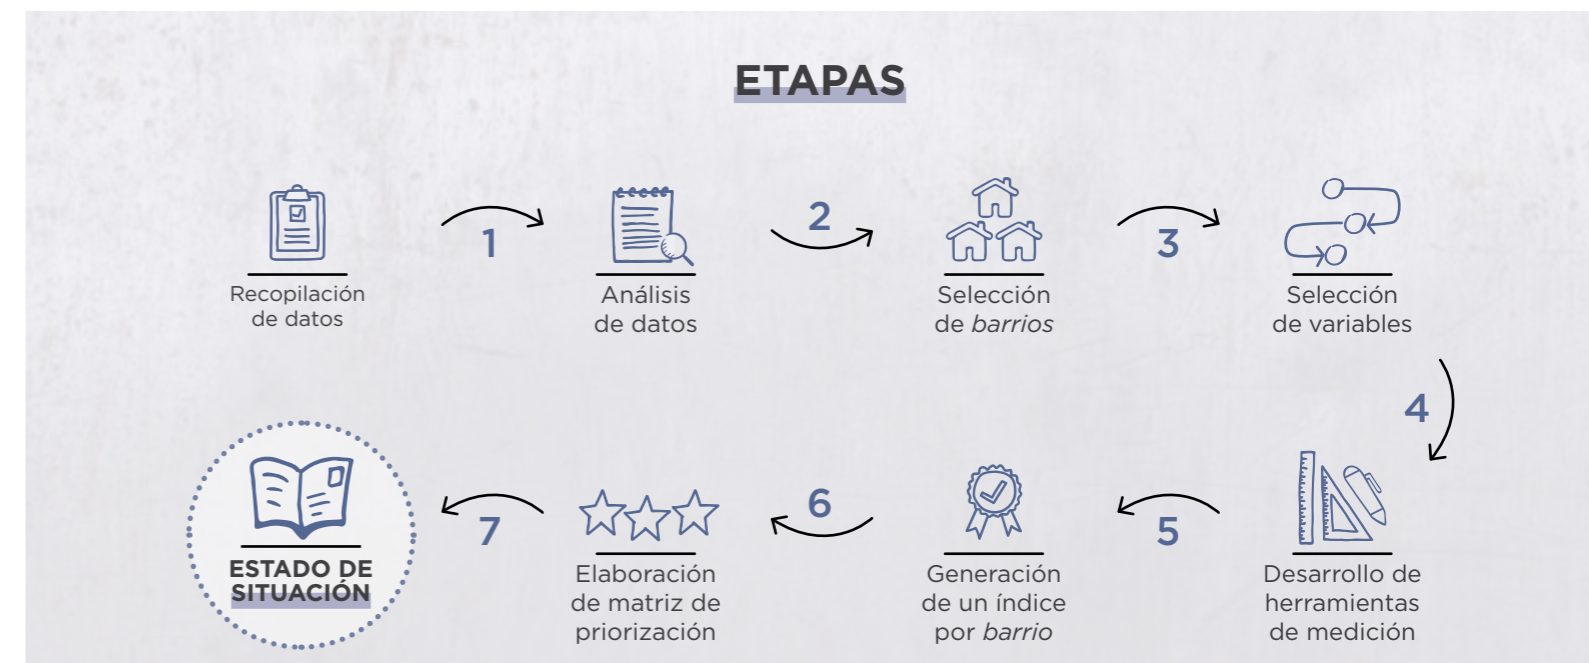 ETAPAS
1
2
3
Recopilación
de datos
Análisis
de datos
Selección
de barrios
Selección
de variables
4
5
6
7
Desarrollo de
herramientas
de medición
Generación
de un índice
por barrio
Elaboración
de matriz de
priorización
ESTADO DE
SITUACIÓN